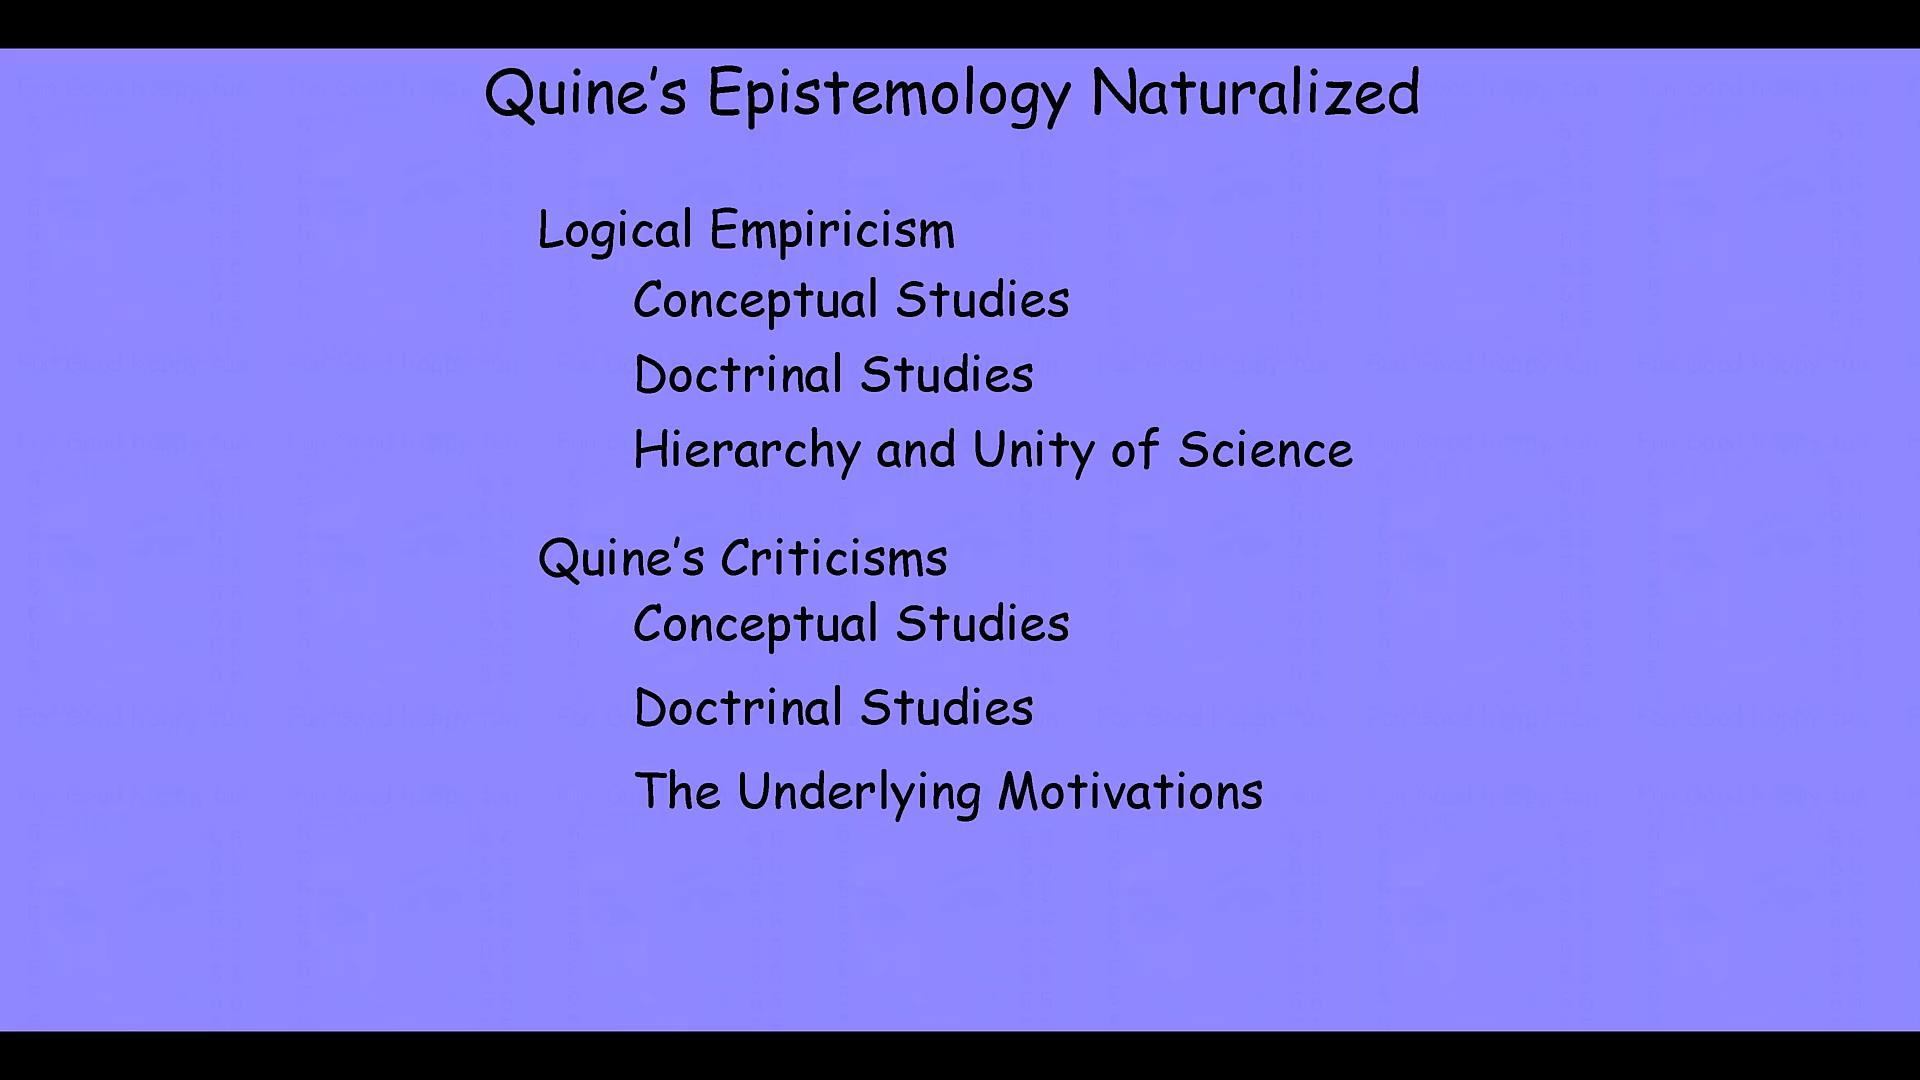 Quine's Epistemology Naturalized
Logical Empiricism
Conceptual Studies
Doctrinal Studies
Hierarchy and Unity of Science
Quine's Criticisms
Conceptual Studies
Doctrinal Studies
The Underlying Motivations